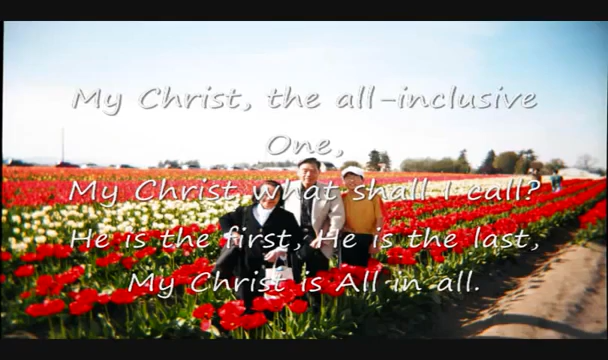 My Christ, the all-inclusive
One,
My Christ what shall I call?
He is the first, He is the last,
My Christ is All in all.